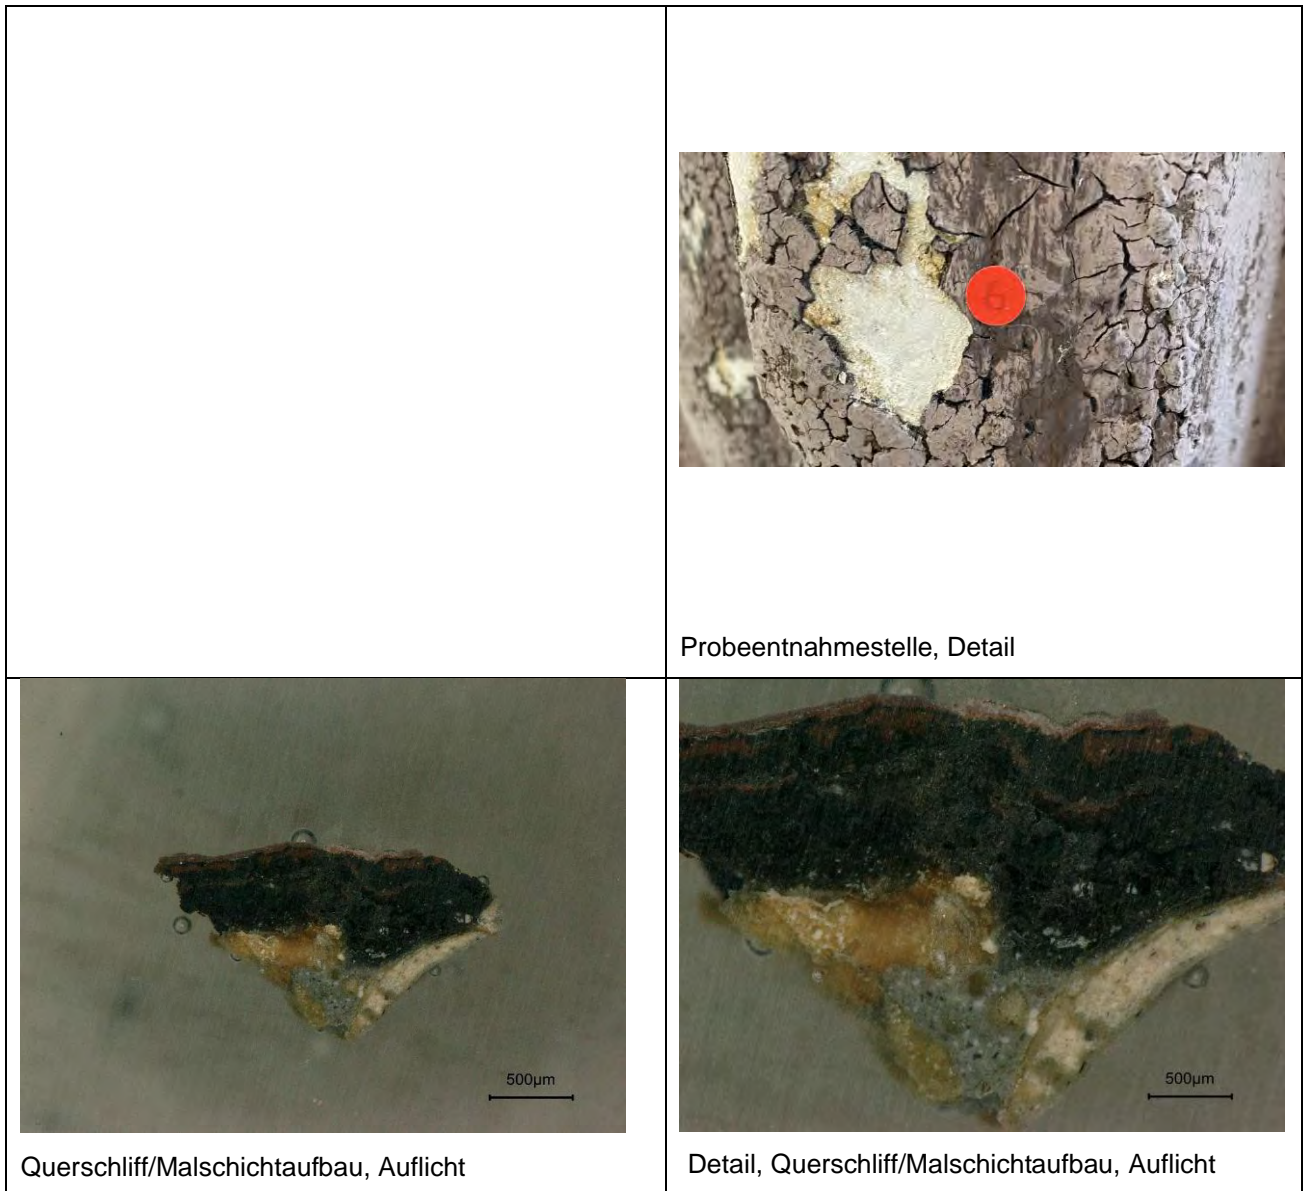 6
Probeentnahmestelle, Detail
500µm
500µm
Querschliff/Malschichtaufbau, Auflicht
Detail, Querschliff/Malschichtaufbau, Auflicht